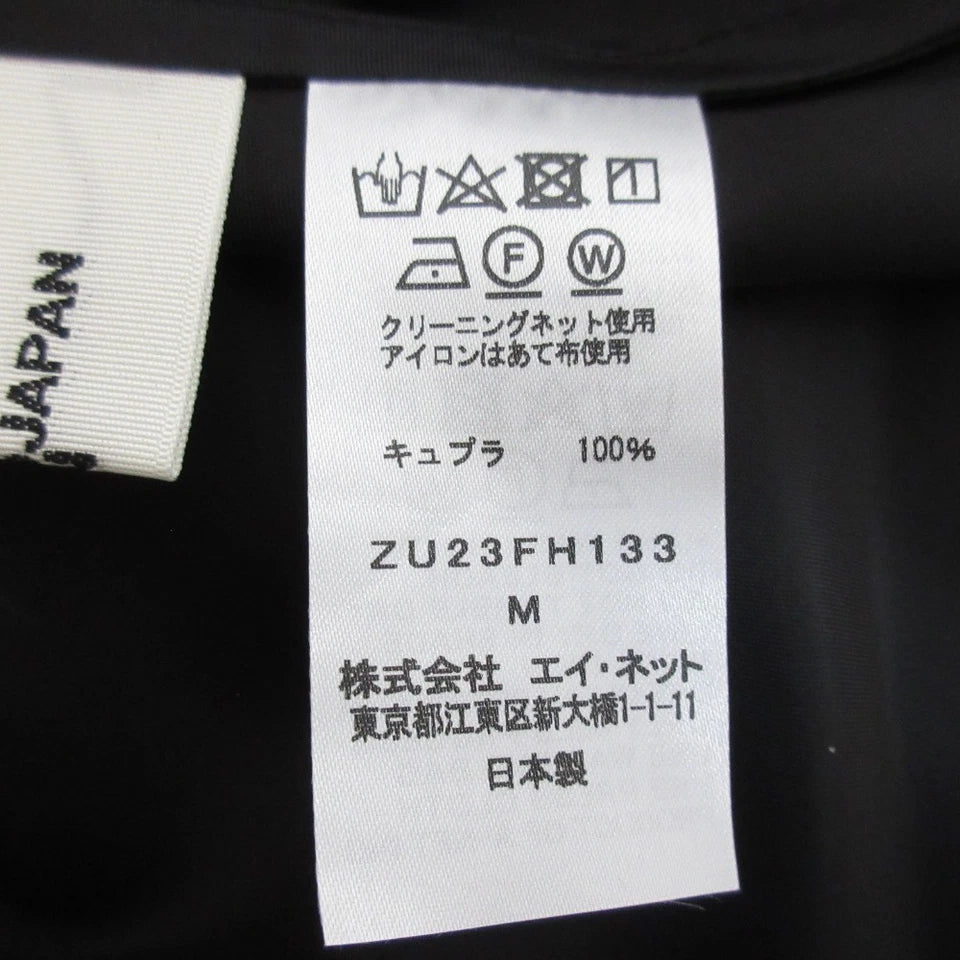 JAPAN
F
W
クリーニングネット使用
アイロンはあて布使用
キュプラ 100%
ZU23FH133
M
株式会社 エイ・ネット
東京都江東区新大橋1-1-11
日本製